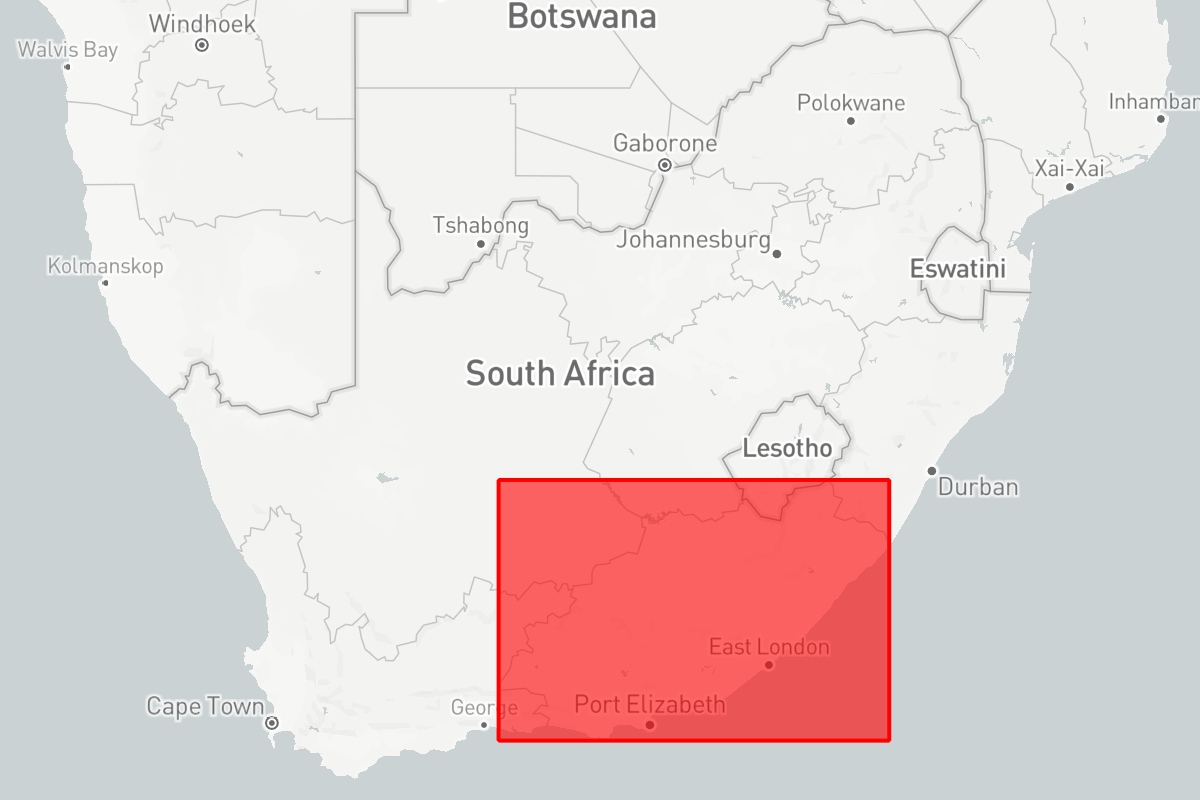 Botswana
Windhoek
Walvis Bay
Polokwane
Inhambar
Gaborone
Xai-Xai
Tshabong
Johannesburg
Kolmanskop
Eswatini
South Africa
Lesotho
Durban
East London
Cape Town
George
Port Elizabeth